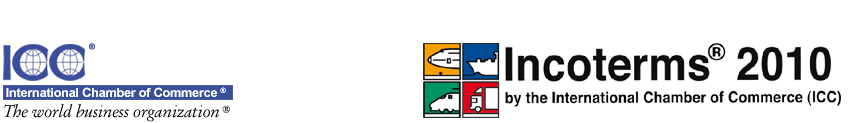 ICC®
International Chamber of Commerce®
The world business organization®
Incoterms® 2010
by the International Chamber of Commerce (ICC)